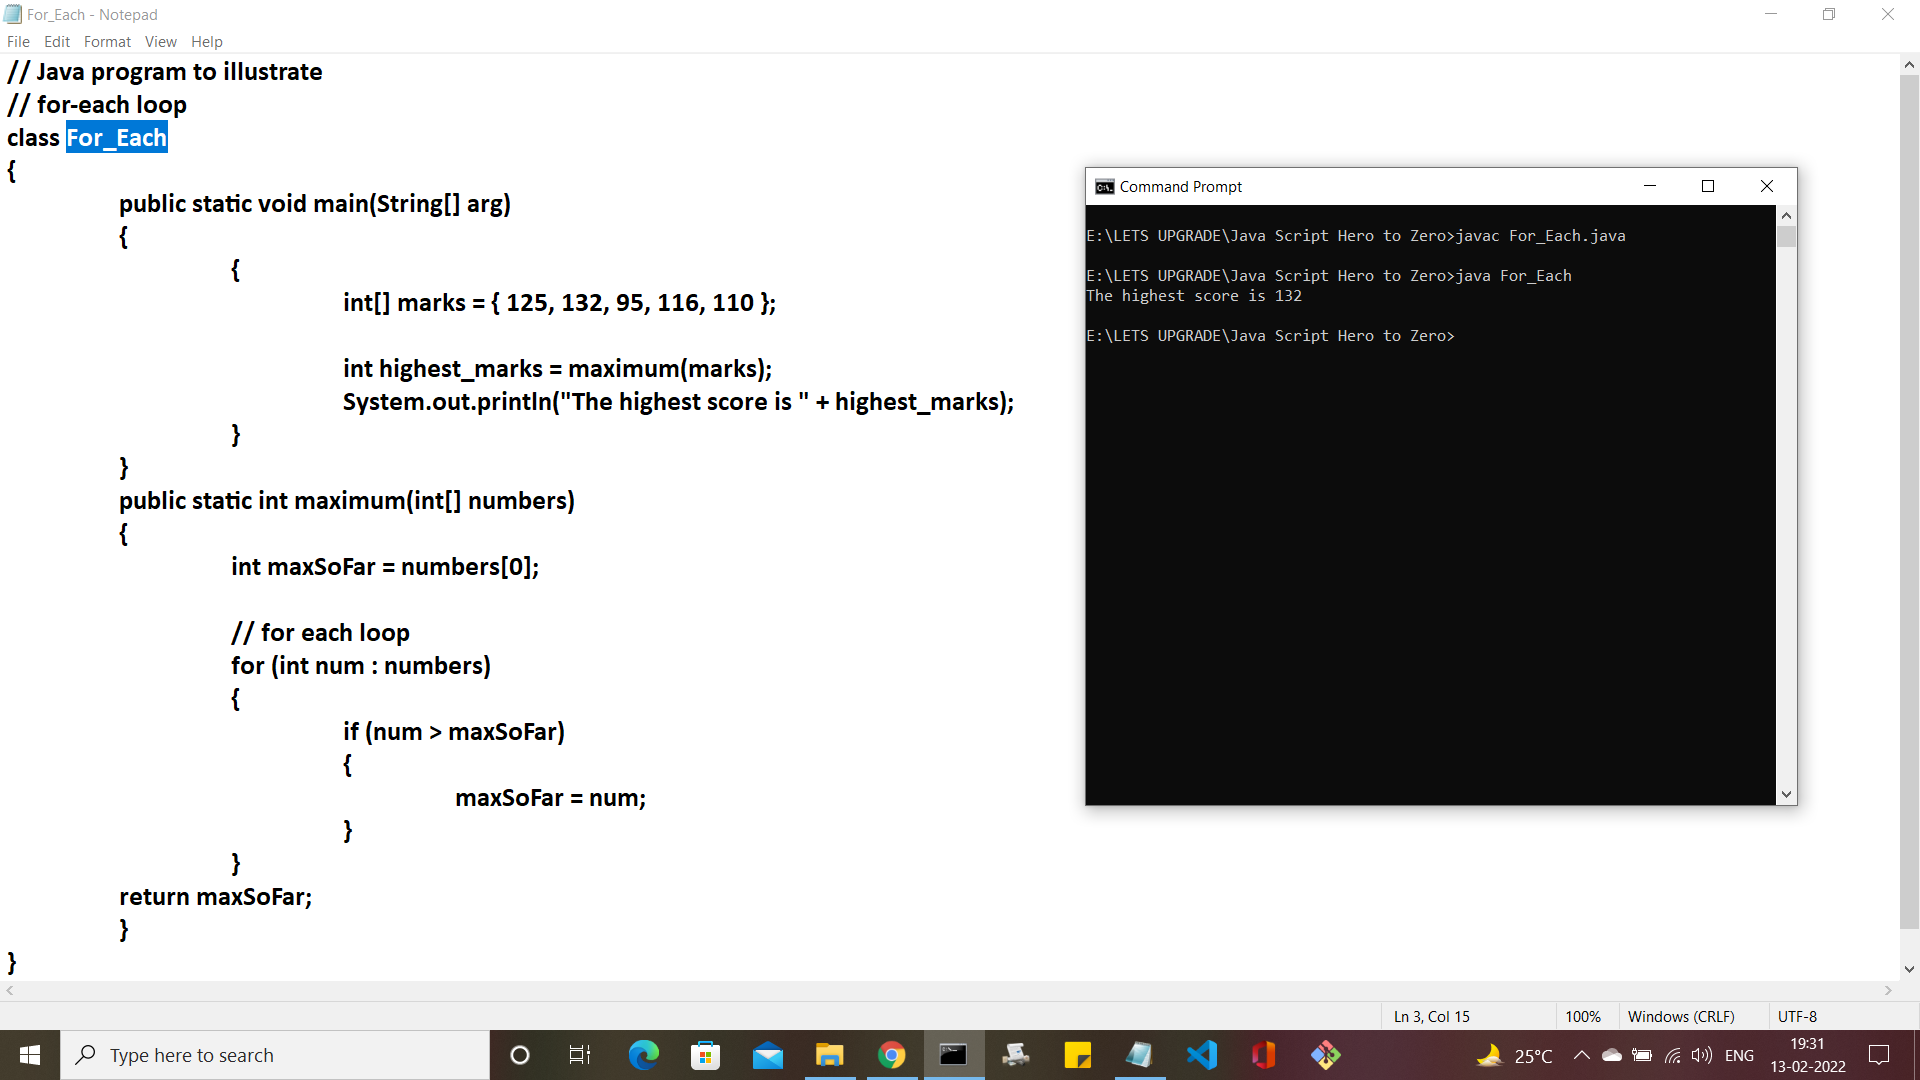 For_Each - Notepad
File Edit Format View Help
// Java program to illustrate
// for-each loop
class For_Each
{
public static void main(String[] arg)
{
{
int[] marks = { 125, 132, 95, 116, 110 };
int highest_marks = maximum(marks);
System.out.println("The highest score is " + highest_marks);
}
}
public static int maximum(int[] numbers)
{
int maxSoFar = numbers[0];
// for each loop
for (int num : numbers)
{
if (num > maxSoFar)
{
maxSoFar = num;
}
}
return maxSoFar;
}
}
Command Prompt
E:\LETS UPGRADE\Java Script Hero to Zero>javac For_Each.java
E:\LETS UPGRADE\Java Script Hero to Zero>java For_Each
The highest score is 132
E:\LETS UPGRADE\Java Script Hero to Zero>
Ln 3, Col 15 100% Windows (CRLF) UTF-8
Type here to search
25°C ENG
19:31
13-02-2022